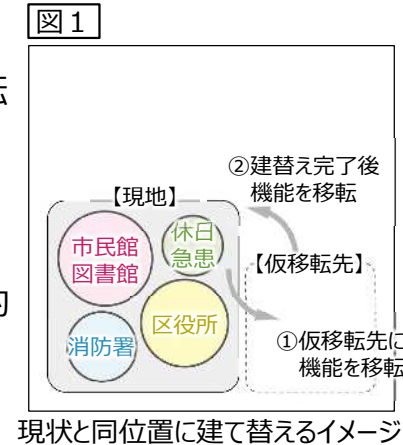 図１
転
②建替え完了後
機能を移転
【現地】
休日
急患
市民館
図書館
【仮移転先】
区役所
消防署
的
①仮移転先に
機能を移転
現状と同位置に建て替えるイメージ